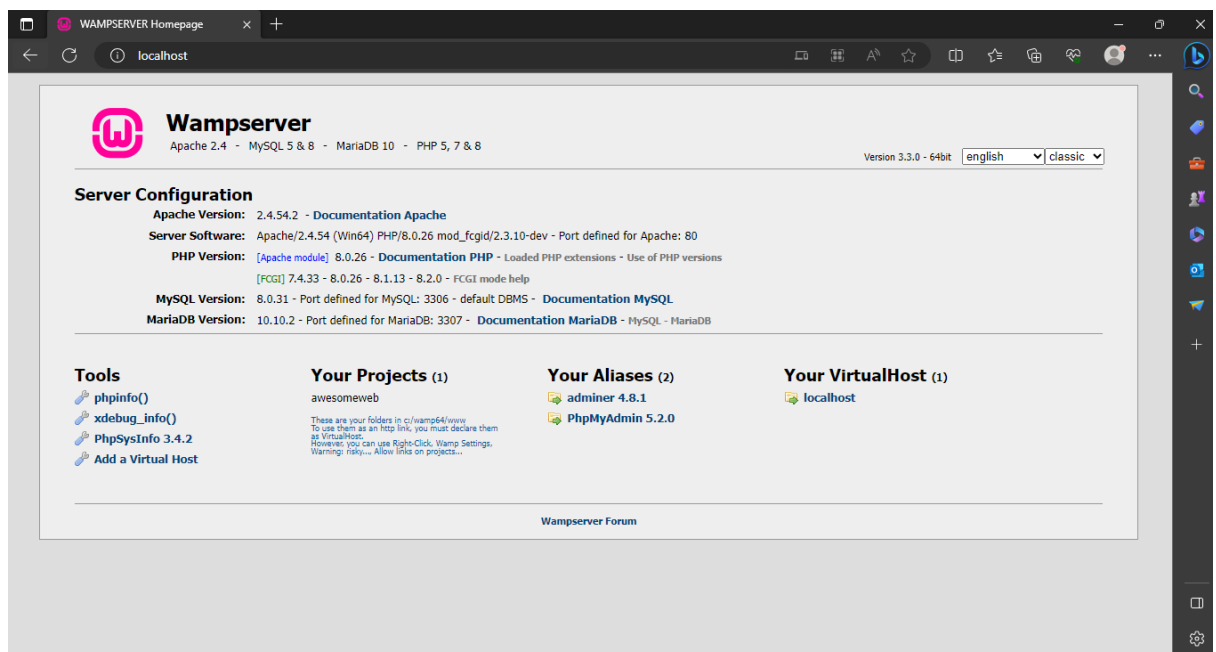 WAMPSERVER Homepage
localhost
Wampserver
Apache 2.4 - MySQL 5 & 8 - MariaDB 10 - PHP 5, 7 & 8
Version 3.3.0 - 64bit english classic
Server Configuration
Apache Version: 2.4.54.2 - Documentation Apache
Server Software: Apache/2.4.54 (Win64) PHP/8.0.26 mod_fcgid/2.3.10-dev - Port defined for Apache: 80
PHP Version: [Apache module] 8.0.26 - Documentation PHP - Loaded PHP extensions - Use of PHP versions
[FCGI] 7.4.33 - 8.0.26 - 8.1.13 - 8.2.0 - FCGI mode help
MySQL Version: 8.0.31 - Port defined for MySQL: 3306 - default DBMS - Documentation MySQL
MariaDB Version: 10.10.2 - Port defined for MariaDB: 3307 - Documentation MariaDB - MySQL - MariaDB
Tools
phpinfo()
xdebug_info()
PhpSysInfo 3.4.2
Add a Virtual Host
Your Projects (1)
awesomeweb
These are your folders in c:/wamp64/www
To use them as an http link, you must declare them
as VirtualHost.
However, you can use Right-Click, Wamp Settings,
Warning: risky..., Allow links on projects...
Your Aliases (2)
adminer 4.8.1
PhpMyAdmin 5.2.0
Your VirtualHost (1)
localhost
Wampserver Forum